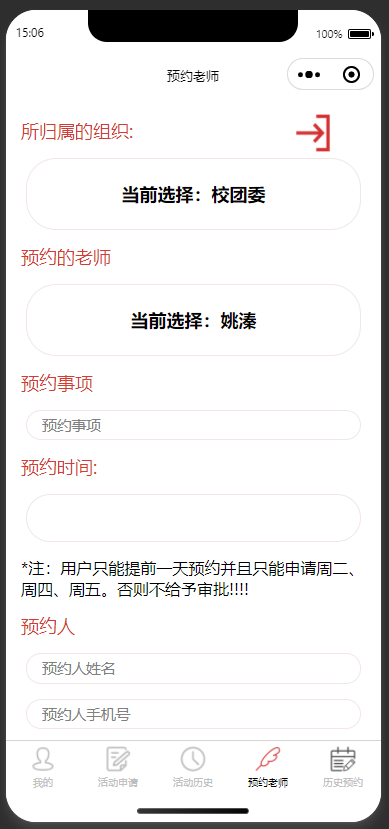 15:06
100%
预约老师
所归属的组织:
当前选择：校团委
预约的老师
当前选择：姚溱
预约事项
预约事项
预约时间:
*注：用户只能提前一天预约并且只能申请周二、
周四、周五。否则不给予审批!!!!
预约人
预约人姓名
预约人手机号
我的
活动申请
活动历史
预约老师
历史预约